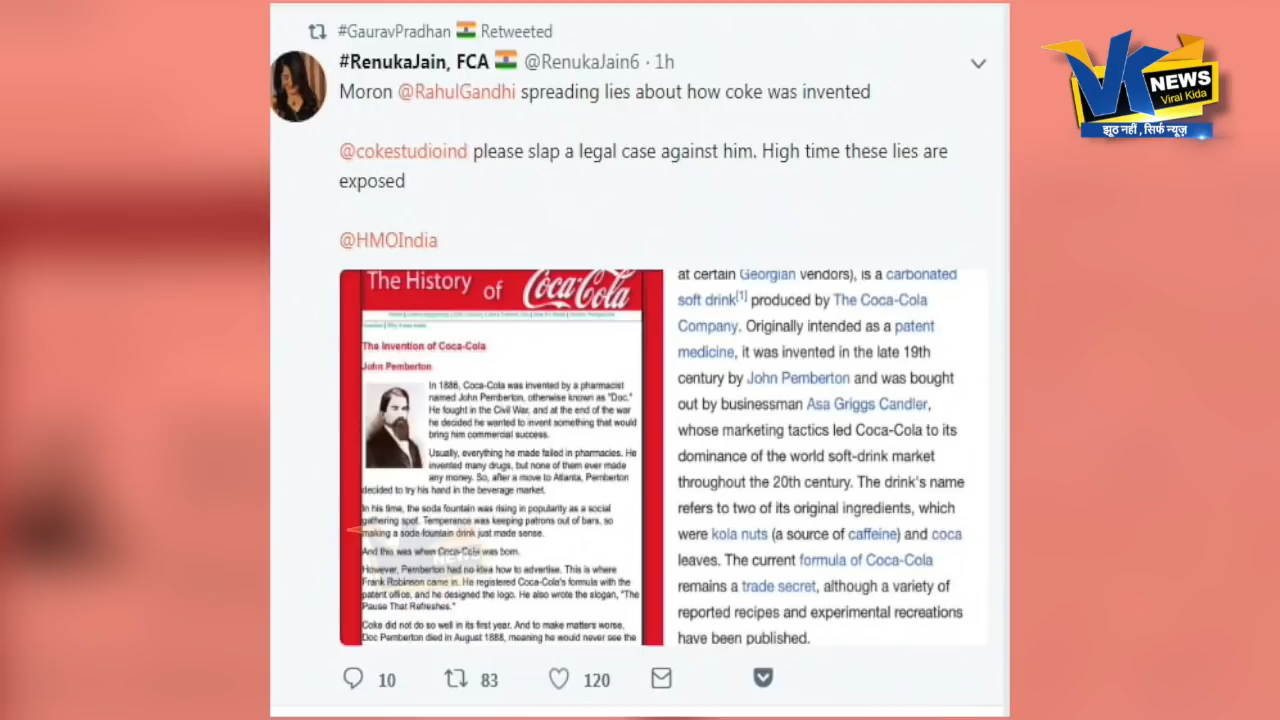 #GauravPradhan Retweeted
#RenukaJain, FCA @RenukaJain6 · 1h
Moron @RahulGandhi spreading lies about how coke was invented
@cokestudioind please slap a legal case against him. High time these lies are
exposed
@HMOIndia
The History of Coca-Cola
The Invention of Coca-Cola
John Pemberton
In 1886, Coca-Cola was invented by a pharmacist
named John Pemberton, otherwise known as "Doc."
He fought in the Civil War, and at the end of the war
he decided he wanted to invent something that would
bring him commercial success.
Usually, everything he made failed in pharmacies. He
invented many drugs, but none of them ever made
any money. So, after a move to Atlanta, Pemberton
decided to try his hand in the beverage market.
In his time, the soda fountain was rising in popularity as a social
gathering spot. Temperance was keeping patrons out of bars, so
making a soda-fountain drink just made sense.
And this was when Coca-Cola was born.
However, Pemberton had no idea how to advertise. This is where
Frank Robinson came in. He registered Coca-Cola's formula with the
patent office, and he designed the logo. He also wrote the slogan, "The
Pause That Refreshes."
Coke did not do so well in its first year. And to make matters worse,
Doc Pemberton died in August 1888, meaning he would never see the
at certain Georgian vendors), is a carbonated
soft drink[1] produced by The Coca-Cola
Company. Originally intended as a patent
medicine, it was invented in the late 19th
century by John Pemberton and was bought
out by businessman Asa Griggs Candler,
whose marketing tactics led Coca-Cola to its
dominance of the world soft-drink market
throughout the 20th century. The drink's name
refers to two of its original ingredients, which
were kola nuts (a source of caffeine) and coca
leaves. The current formula of Coca-Cola
remains a trade secret, although a variety of
reported recipes and experimental recreations
have been published.
10 83 120
VK NEWS
Viral Kida
झूठ नहीं, सिर्फ न्यूज़